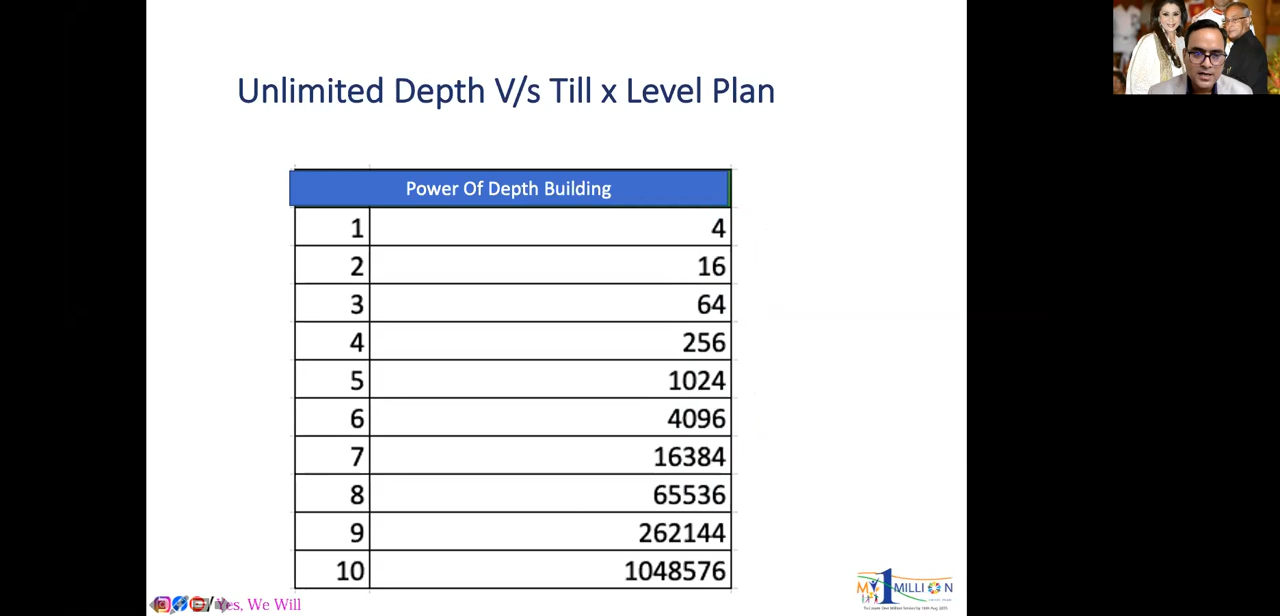 Unlimited Depth V/s Till x Level Plan
Power Of Depth Building
1 4
2 16
3 64
4 256
5 1024
6 4096
7 16384
8 65536
9 262144
10 1048576
MY 1 MILLION
Yes, We Will